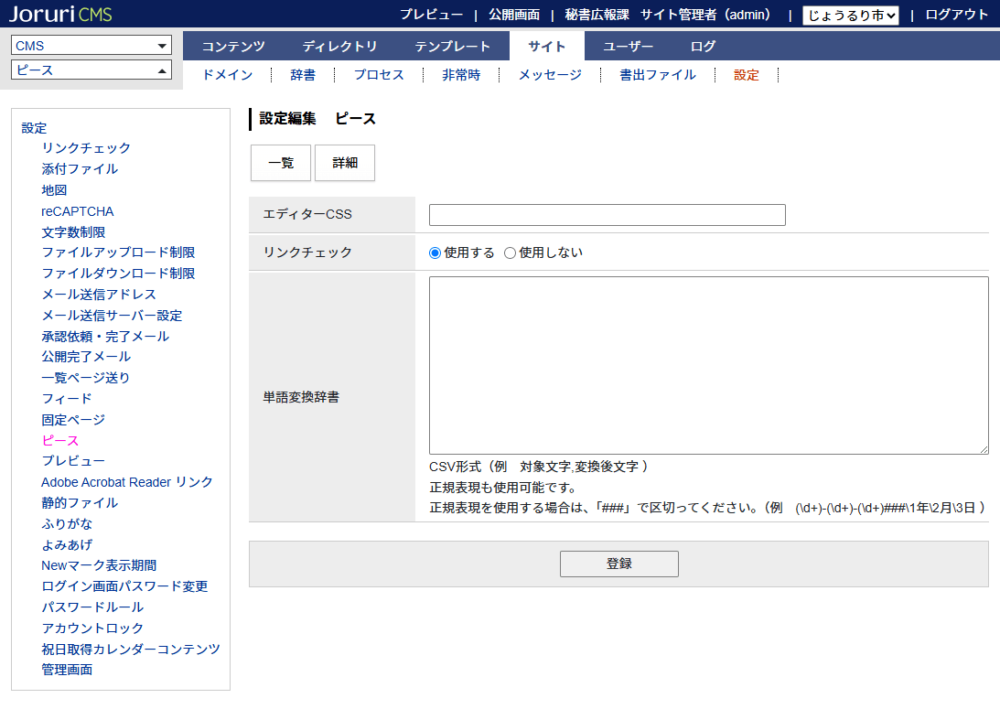 Joruri CMS
プレビュー | 公開画面 | 秘書広報課 サイト管理者（admin） | じょうるり市 | ログアウト
CMS
ピース
コンテンツ ディレクトリ テンプレート サイト ユーザー ログ
ドメイン 辞書 プロセス 非常時 メッセージ 書出ファイル 設定
設定
リンクチェック
添付ファイル
地図
reCAPTCHA
文字数制限
ファイルアップロード制限
ファイルダウンロード制限
メール送信アドレス
メール送信サーバー設定
承認依頼・完了メール
公開完了メール
一覧ページ送り
フィード
固定ページ
ピース
プレビュー
Adobe Acrobat Reader リンク
静的ファイル
ふりがな
よみあげ
Newマーク表示期間
ログイン画面パスワード変更
パスワードルール
アカウントロック
祝日取得カレンダーコンテンツ
管理画面
設定編集 ピース
一覧 詳細
エディターCSS
リンクチェック 使用する 使用しない
単語変換辞書
CSV形式（例 対象文字,変換後文字 ）
正規表現も使用可能です。
正規表現を使用する場合は、「###」で区切ってください。（例 (\d+)-(\d+)-(\d+)###\1年\2月\3日 ）
登録